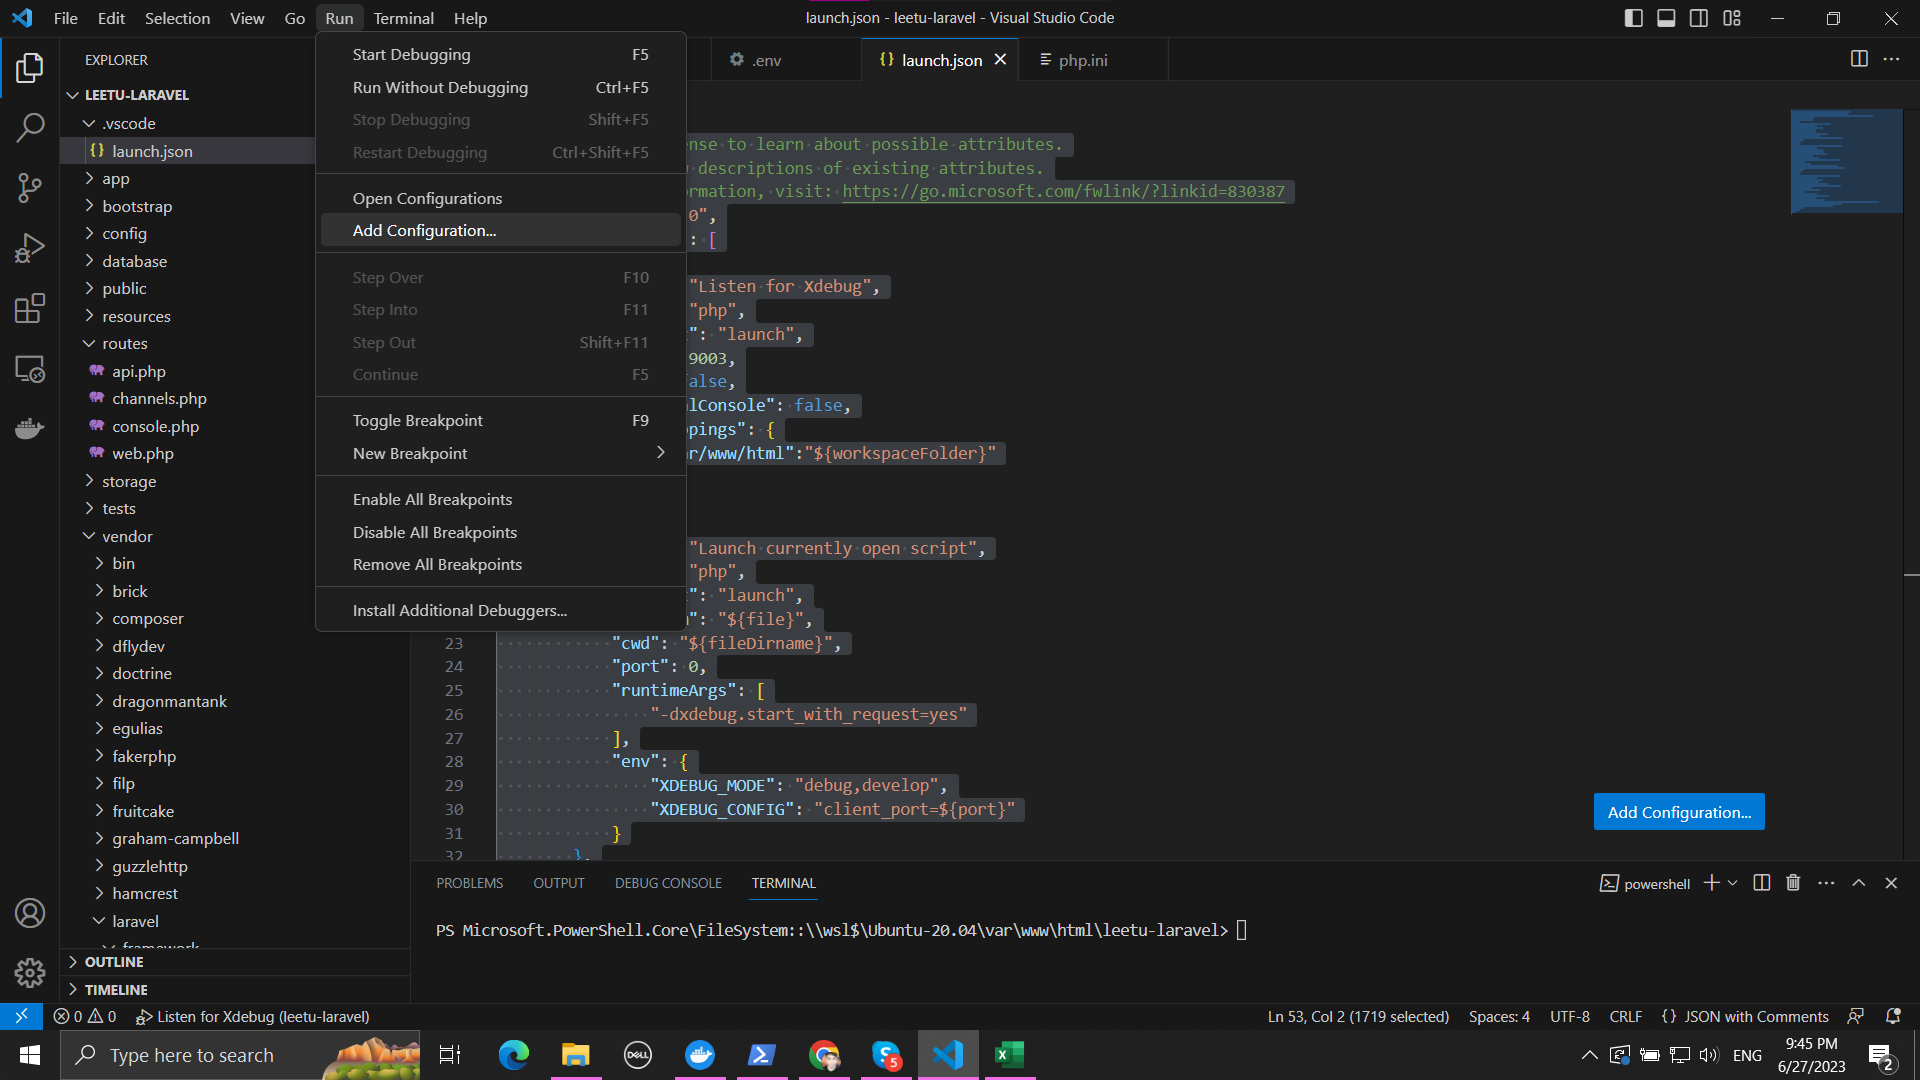 File Edit Selection View Go Run Terminal Help
launch.json - leetu-laravel - Visual Studio Code
EXPLORER
LEETU-LARAVEL
.vscode
{} launch.json
app
bootstrap
config
database
public
resources
routes
api.php
channels.php
console.php
web.php
storage
tests
vendor
bin
brick
composer
dflydev
doctrine
dragonmantank
egulias
fakerphp
filp
fruitcake
graham-campbell
guzzlehttp
hamcrest
laravel
framework
OUTLINE
TIMELINE
Start Debugging F5
Run Without Debugging Ctrl+F5
Stop Debugging Shift+F5
Restart Debugging Ctrl+Shift+F5
Open Configurations
Add Configuration...
Step Over F10
Step Into F11
Step Out Shift+F11
Continue F5
Toggle Breakpoint F9
New Breakpoint
Enable All Breakpoints
Disable All Breakpoints
Remove All Breakpoints
Install Additional Debuggers...
.env
{} launch.json
php.ini
nse to learn about possible attributes.
descriptions of existing attributes.
ormation, visit: https://go.microsoft.com/fwlink/?linkid=830387
0",
: [
"Listen for Xdebug",
"php",
": "launch",
9003,
alse,
lConsole": false,
pings": {
r/www/html":"${workspaceFolder}"
"Launch currently open script",
"php",
": "launch",
": "${file}",
23 "cwd": "${fileDirname}",
24 "port": 0,
25 "runtimeArgs": [
26 "-dxdebug.start_with_request=yes"
27 ],
28 "env": {
29 "XDEBUG_MODE": "debug,develop",
30 "XDEBUG_CONFIG": "client_port=${port}"
31 }
32 },
Add Configuration...
PROBLEMS OUTPUT DEBUG CONSOLE TERMINAL
powershell
PS Microsoft.PowerShell.Core\FileSystem::\\wsl$\Ubuntu-20.04\var\www\html\leetu-laravel>
0 0 Listen for Xdebug (leetu-laravel)
Ln 53, Col 2 (1719 selected) Spaces: 4 UTF-8 CRLF {} JSON with Comments
Type here to search
DELL
5
ENG
9:45 PM
6/27/2023
2